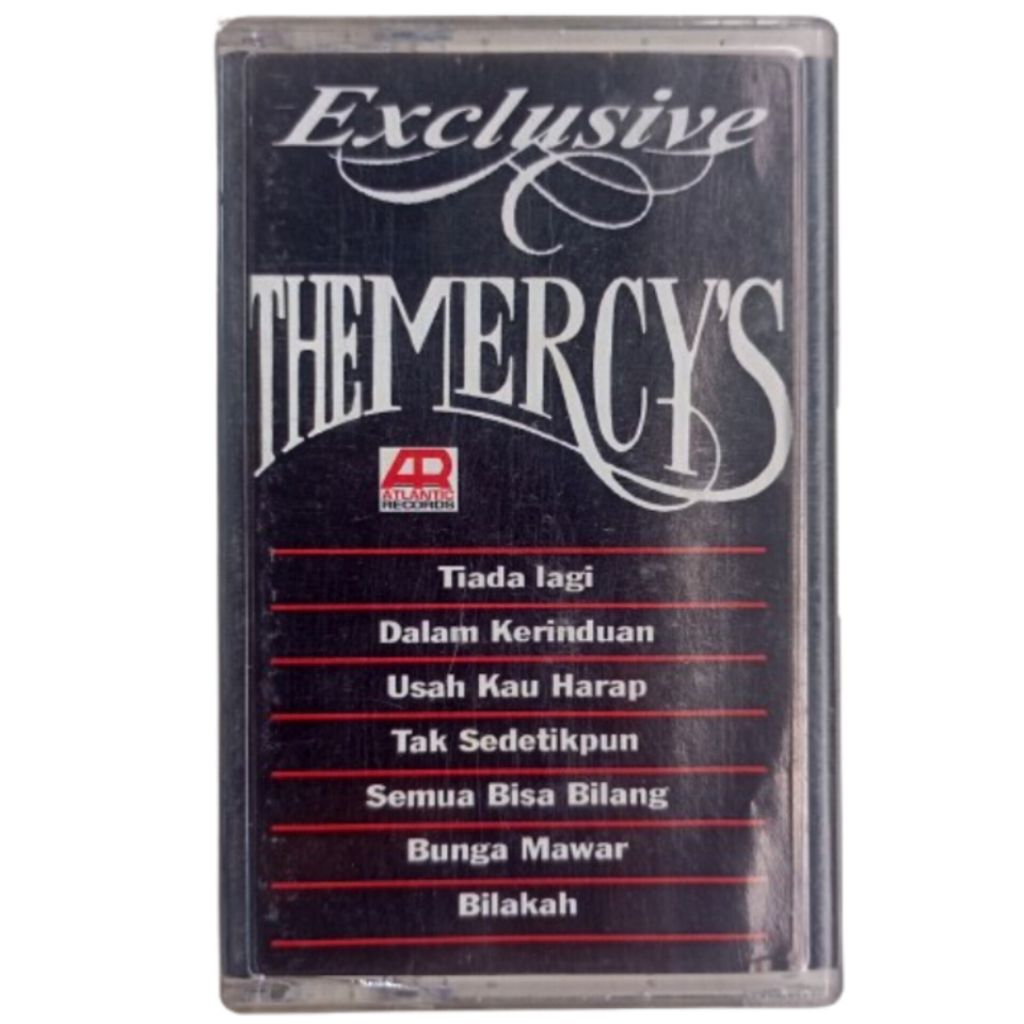 Exclusive
THE MERCY'S
AR
ATLANTIC
RECORDS
Tiada lagi
Dalam Kerinduan
Usah Kau Harap
Tak Sedetikpun
Semua Bisa Bilang
Bunga Mawar
Bilakah